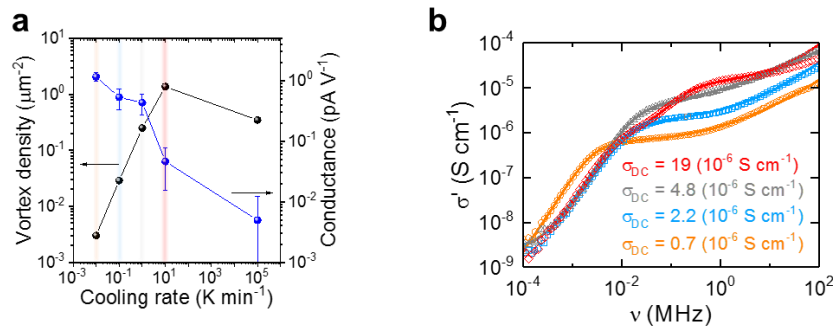 a
Vortex density (μm⁻²)
10²
10¹
10⁰
10⁻¹
10⁻²
10⁻³
10⁻³ 10⁻¹ 10¹ 10³ 10⁵
Cooling rate (K min⁻¹)
10⁰
10⁻¹
10⁻²
10⁻³
Conductance (pA V⁻¹)
b
σ' (S cm⁻¹)
10⁻⁴
10⁻⁵
10⁻⁶
10⁻⁷
10⁻⁸
10⁻⁹
σDC = 19 (10⁻⁶ S cm⁻¹)
σDC = 4.8 (10⁻⁶ S cm⁻¹)
σDC = 2.2 (10⁻⁶ S cm⁻¹)
σDC = 0.7 (10⁻⁶ S cm⁻¹)
10⁻⁴ 10⁻² 10⁰ 10²
ν (MHz)